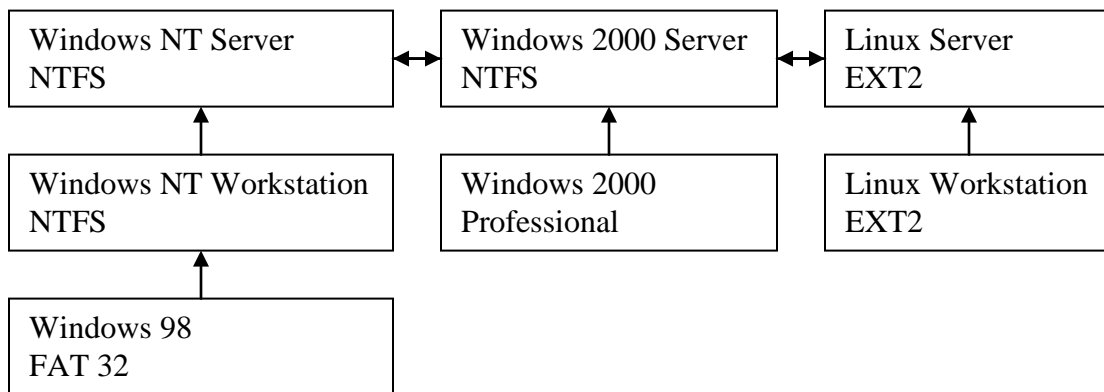 Windows NT Server
NTFS
Windows 2000 Server
NTFS
Linux Server
EXT2
Windows NT Workstation
NTFS
Windows 2000
Professional
Linux Workstation
EXT2
Windows 98
FAT 32